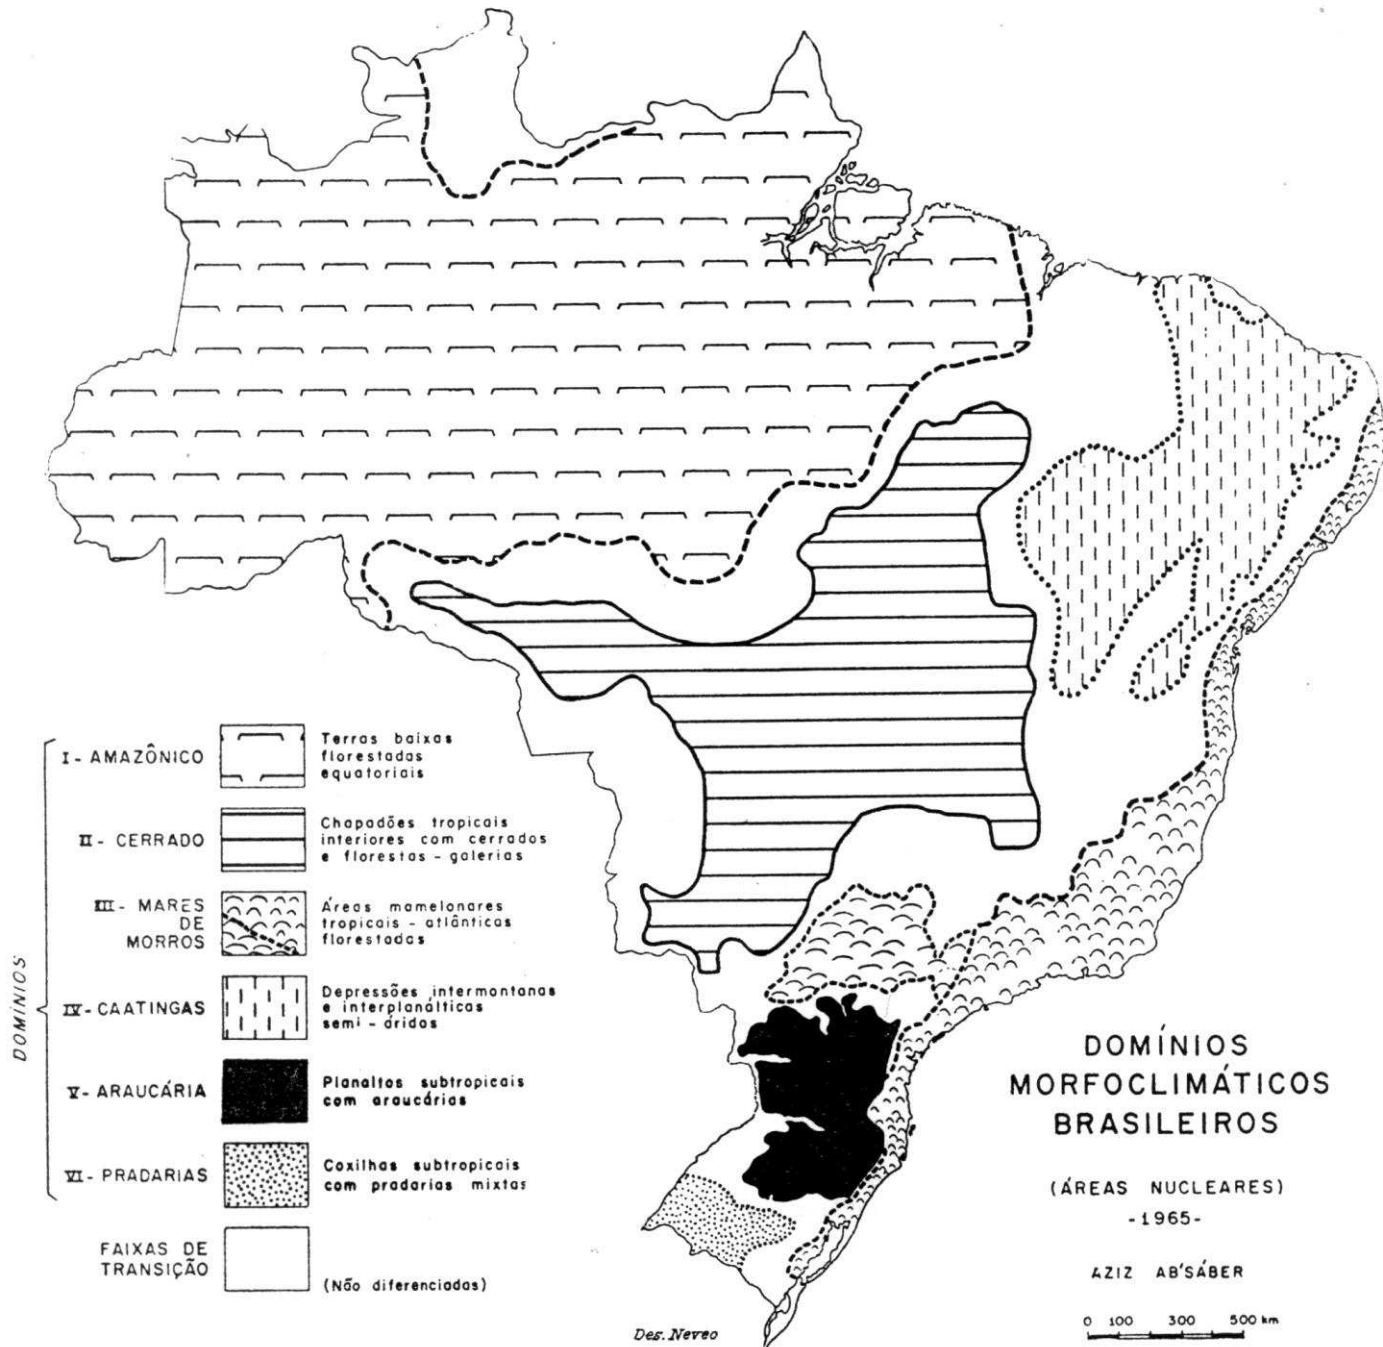 DOMÍNIOS
I - AMAZÔNICO
Terras baixas
florestadas
equatoriais
II - CERRADO
Chapadões tropicais
interiores com cerrados
e florestas - galerias
III - MARES
DE
MORROS
Áreas mamelonares
tropicais - atlânticas
florestadas
IV - CAATINGAS
Depressões intermontanas
e interplanálticas
semi - áridas
V - ARAUCÁRIA
Planaltos subtropicais
com araucárias
VI - PRADARIAS
Coxilhas subtropicais
com pradarias mixtas
FAIXAS DE
TRANSIÇÃO
(Não diferenciadas)
DOMÍNIOS
MORFOCLIMÁTICOS
BRASILEIROS
(ÁREAS NUCLEARES)
-1965-
AZIZ AB'SÁBER
0 100 300 500 km
Des. Neveo